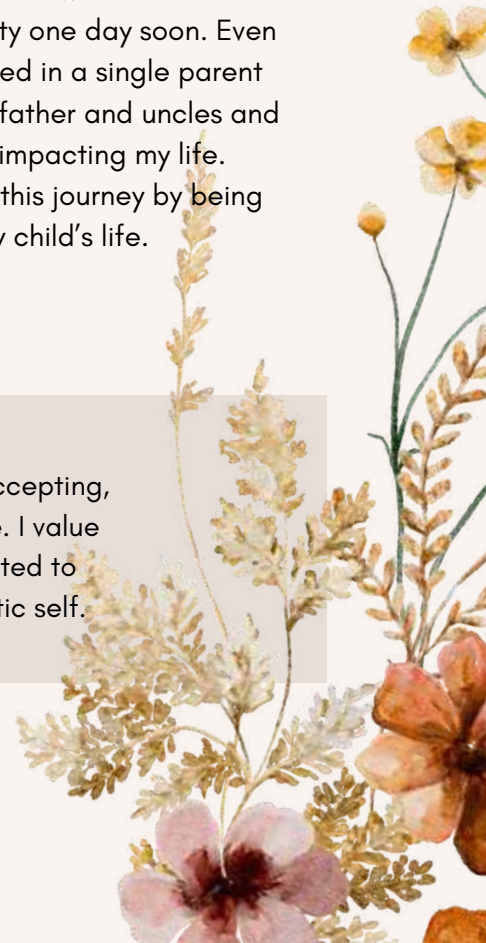 ty one day soon. Even
ed in a single parent
father and uncles and
impacting my life.
this journey by being
y child's life.
ccepting,
e. I value
ted to
tic self.